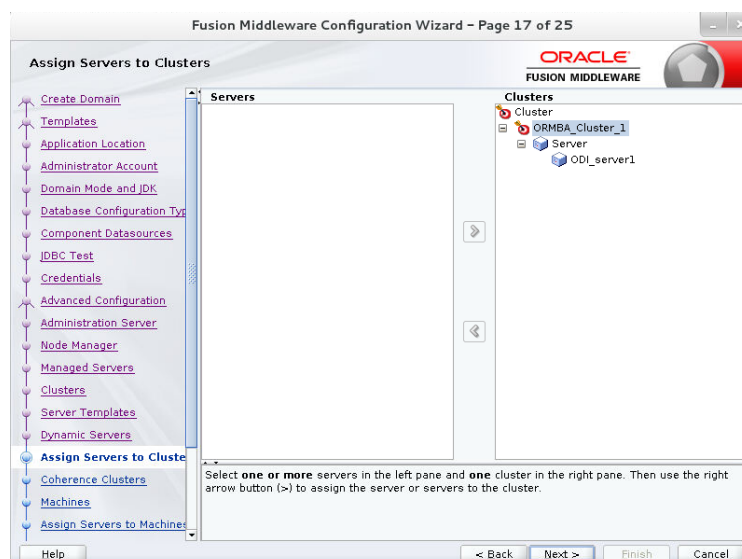 Fusion Middleware Configuration Wizard – Page 17 of 25
Assign Servers to Clusters
ORACLE
FUSION MIDDLEWARE
Create Domain
Templates
Application Location
Administrator Account
Domain Mode and JDK
Database Configuration Typ
Component Datasources
JDBC Test
Credentials
Advanced Configuration
Administration Server
Node Manager
Managed Servers
Clusters
Server Templates
Dynamic Servers
Assign Servers to Cluste
Coherence Clusters
Machines
Assign Servers to Machines
Servers
Clusters
Cluster
ORMBA_Cluster_1
Server
ODI_server1
Select one or more servers in the left pane and one cluster in the right pane. Then use the right
arrow button (>) to assign the server or servers to the cluster.
Help
< Back
Next >
Finish
Cancel